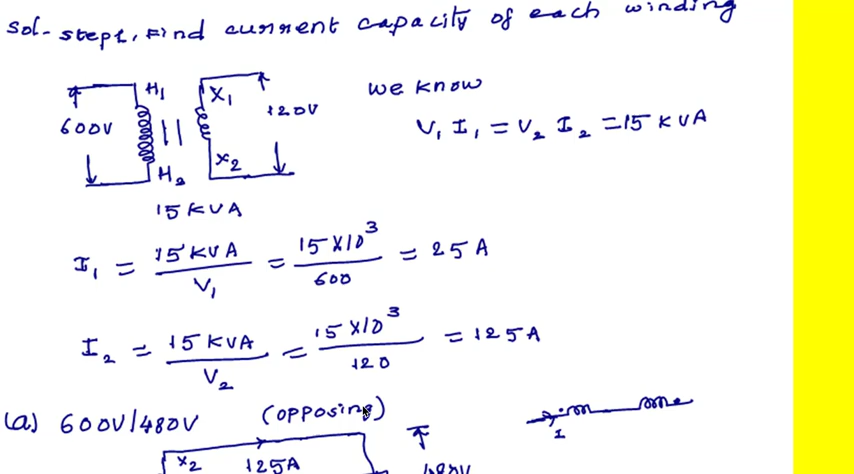 Sol- step1, Find current capacity of each winding
H1 X1 we know
600V 120V V1 I1 = V2 I2 = 15 KVA
H2 X2
15 KVA
I1 = 15 KVA / V1 = 15 X 10^3 / 600 = 25 A
I2 = 15 KVA / V2 = 15 X 10^3 / 120 = 125 A
(a) 600V/480V (opposing)
I
X2 125A 480V